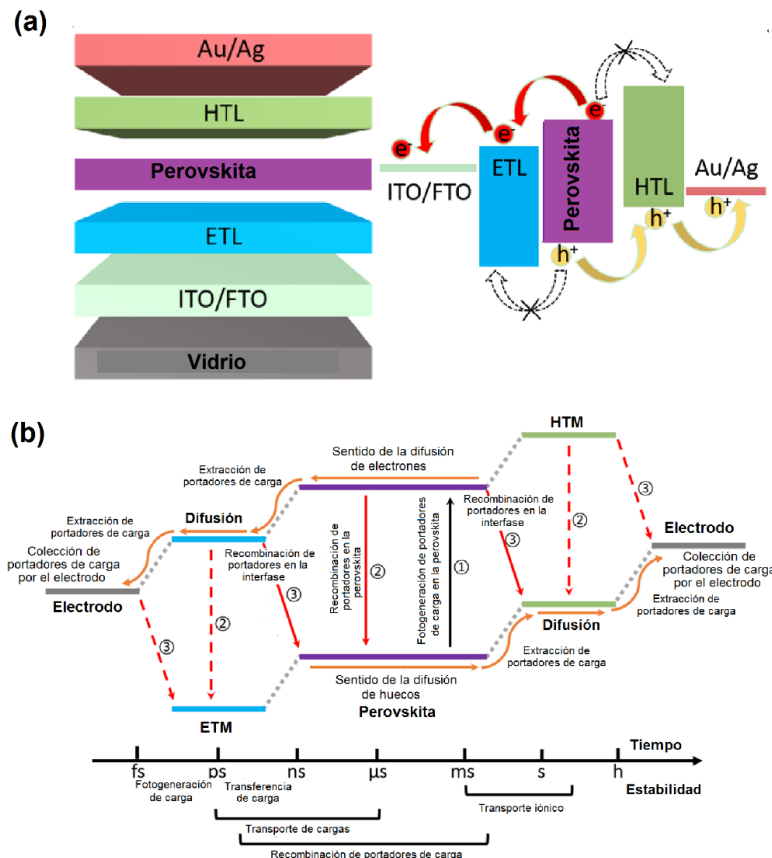 (a)
Au/Ag
HTL
Perovskita
ETL
ITO/FTO
Vidrio
e-
e-
e-
ITO/FTO
ETL
Perovskita
HTL
Au/Ag
h+
h+
h+
(b)
HTM
Sentido de la difusión
de electrones
Extracción de
portadores de carga
Difusión
Extracción de
portadores de carga
Colección de
portadores de carga
por el electrodo
Electrodo
Recombinación de
portadores en la
interfase
Recombinación de
portadores en la
perovskita
Fotogeneración de portadores
de carga en la perovskita
Recombinación de
portadores en la
interfase
③
②
③
②
①
③
②
③
Electrodo
Colección de
portadores de carga
por el electrodo
Extracción de
portadores de carga
Difusión
Extracción de
portadores de carga
Sentido de la difusión
de huecos
Perovskita
ETM
Tiempo
fs
ps
ns
µs
ms
s
h
Estabilidad
Fotogeneración
de carga
Transferencia
de carga
Transporte iónico
Transporte de cargas
Recombinación de portadores de carga